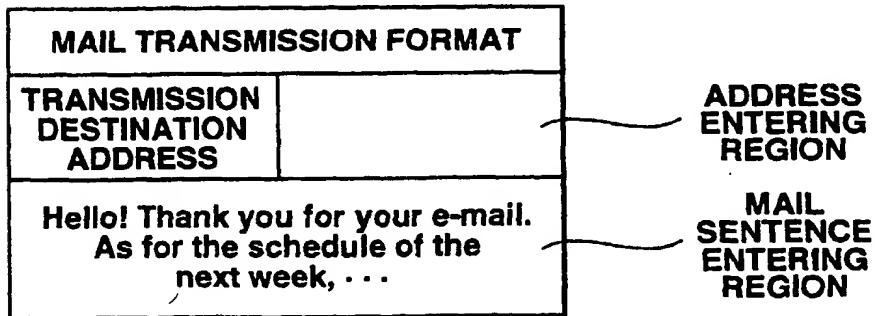 MAIL TRANSMISSION FORMAT
TRANSMISSION
DESTINATION
ADDRESS
ADDRESS
ENTERING
REGION
Hello! Thank you for your e-mail.
As for the schedule of the
next week, · · ·
MAIL
SENTENCE
ENTERING
REGION